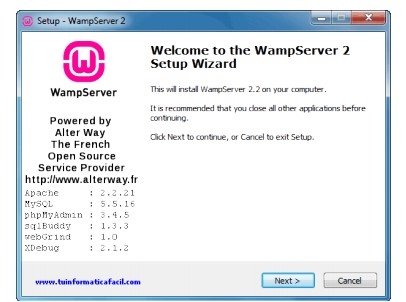 Setup - WampServer 2
WampServer
Powered by
Alter Way
The French
Open Source
Service Provider
http://www.alterway.fr
Apache : 2.2.21
MySQL : 5.5.16
phpMyAdmin : 3.4.5
sqlBuddy : 1.3.3
webGrind : 1.0
XDebug : 2.1.2
www.tuinformaticafacil.com
Welcome to the WampServer 2
Setup Wizard
This will install WampServer 2.2 on your computer.
It is recommended that you close all other applications before
continuing.
Click Next to continue, or Cancel to exit Setup.
Next >
Cancel